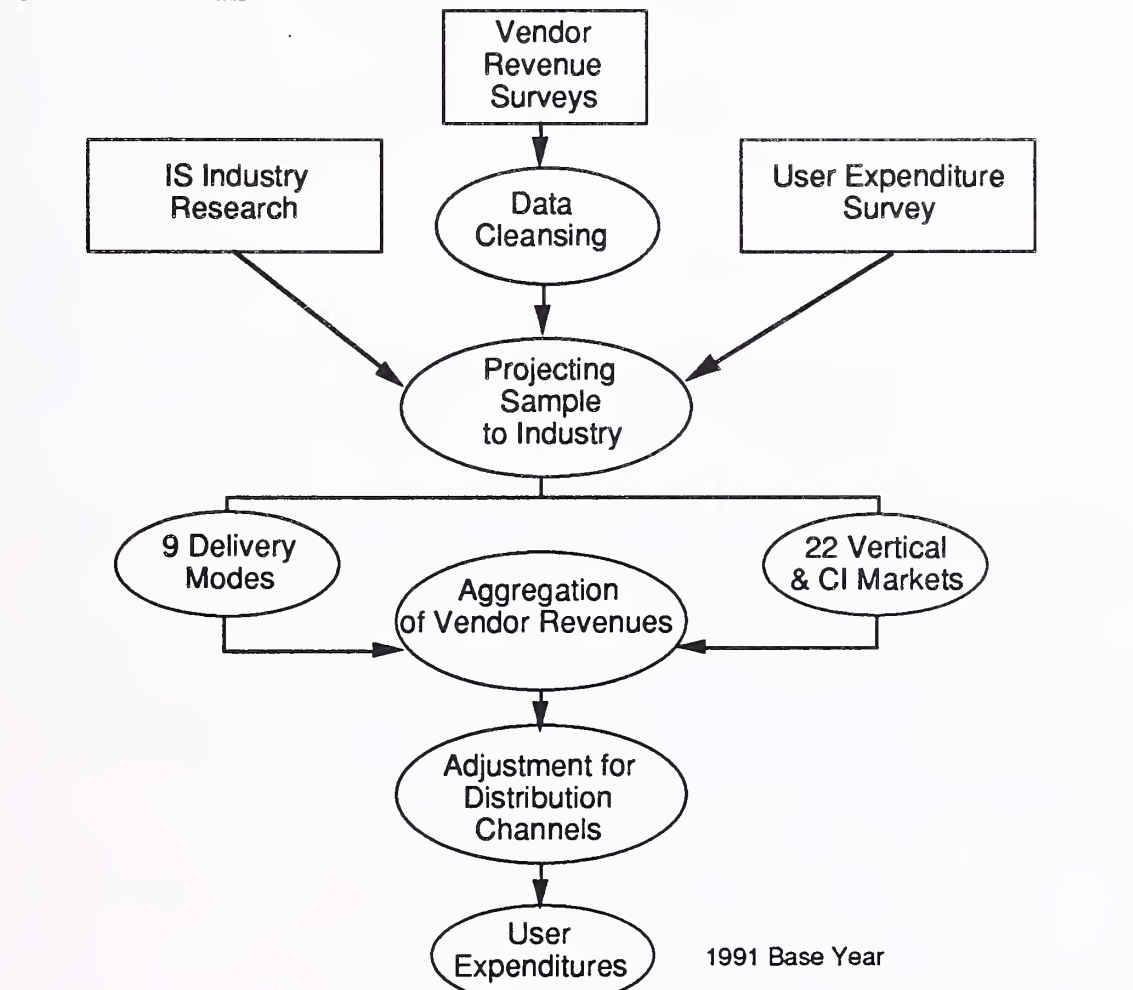 Vendor
Revenue
Surveys
IS Industry
Research
Data
Cleansing
User Expenditure
Survey
Projecting
Sample
to Industry
9 Delivery
Modes
Aggregation
of Vendor Revenues
22 Vertical
& CI Markets
Adjustment for
Distribution
Channels
User
Expenditures
1991 Base Year